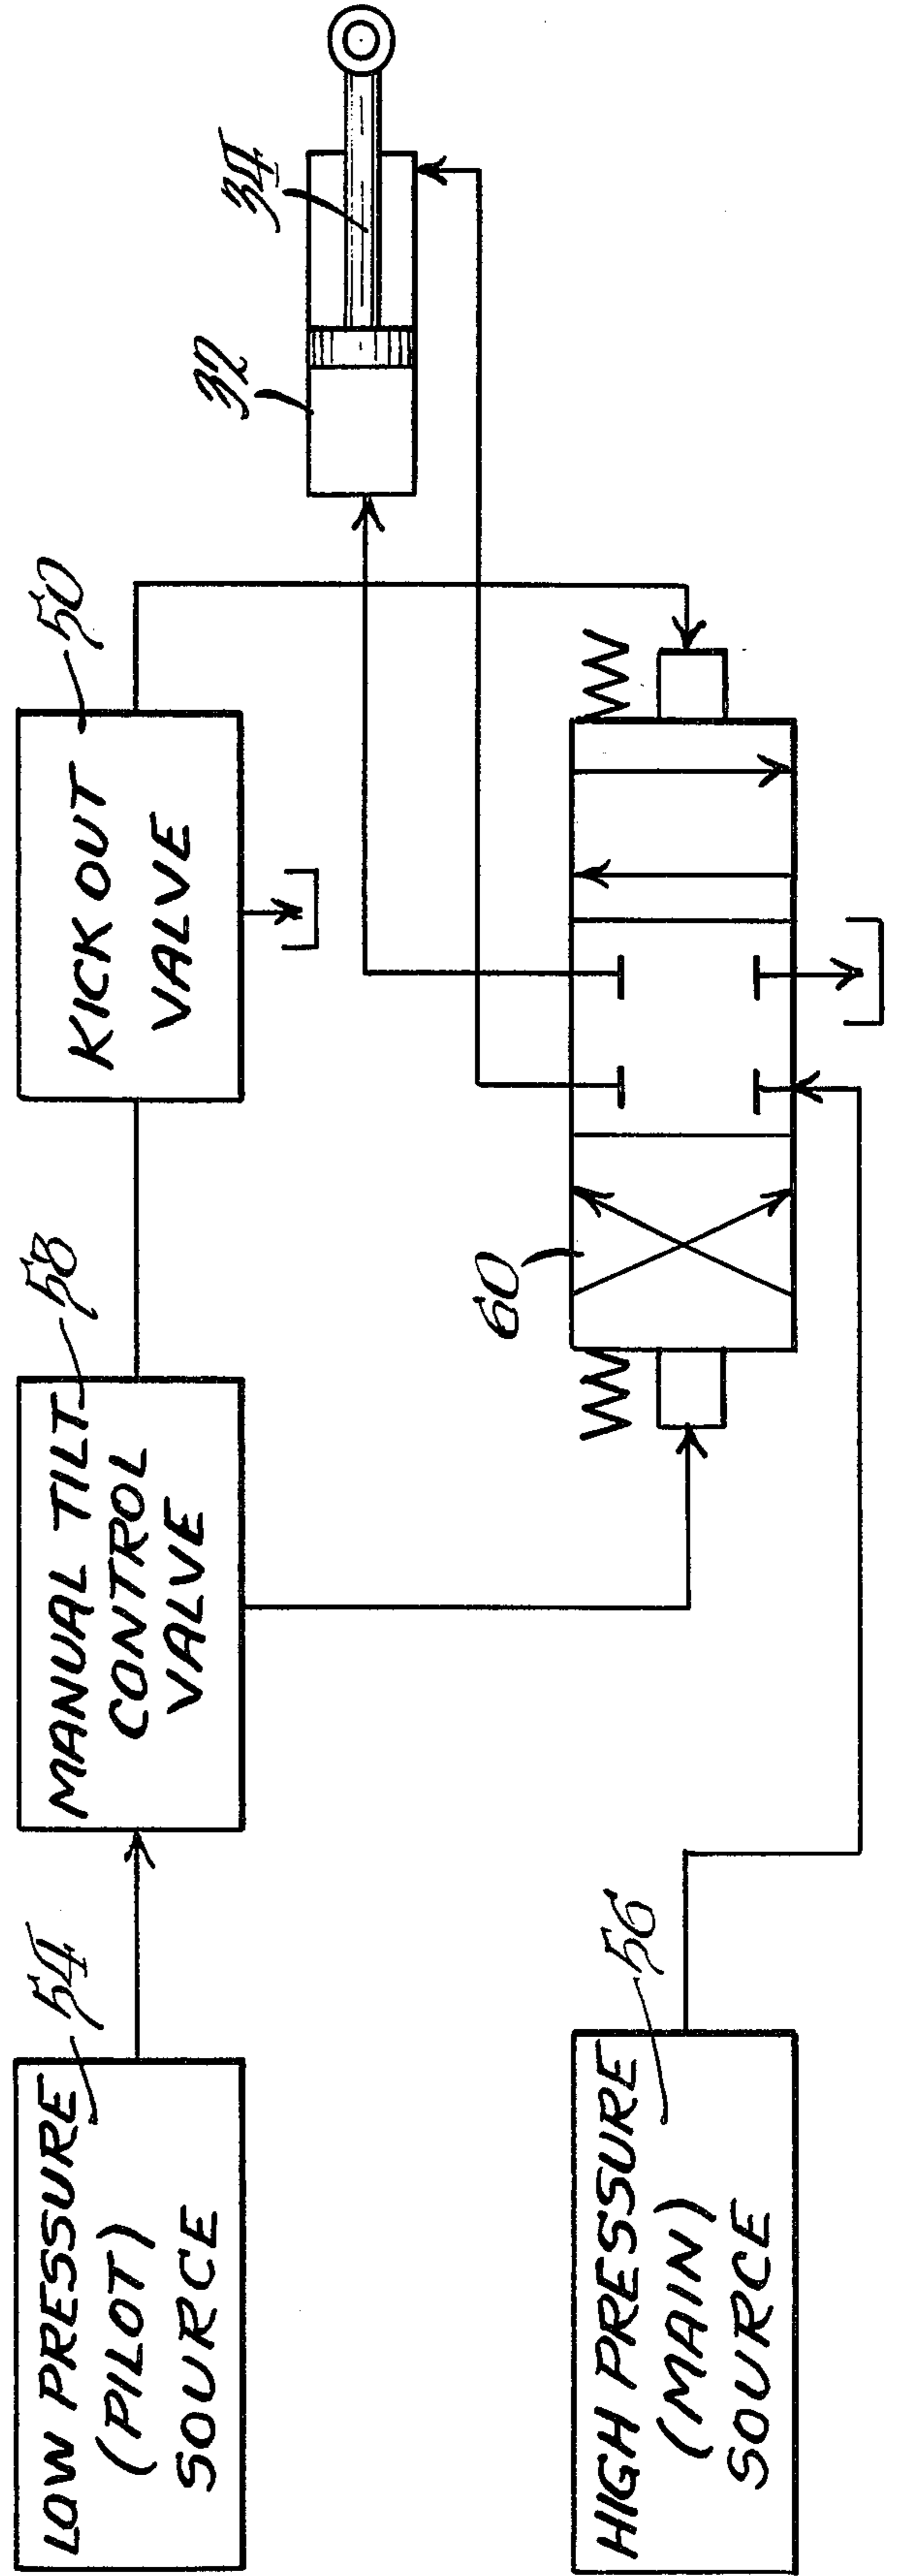 LOW PRESSURE
(PILOT)
SOURCE
54
MANUAL TILT
CONTROL
VALVE
58
KICK OUT
VALVE
50
32
34
60
HIGH PRESSURE
(MAIN)
SOURCE
56